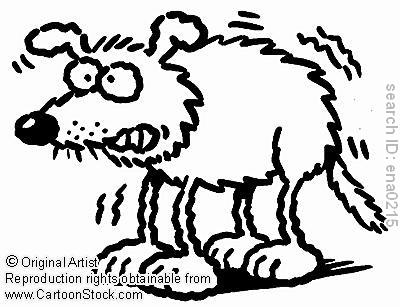 search ID: ena0215
© Original Artist
Reproduction rights obtainable from
www.CartoonStock.com